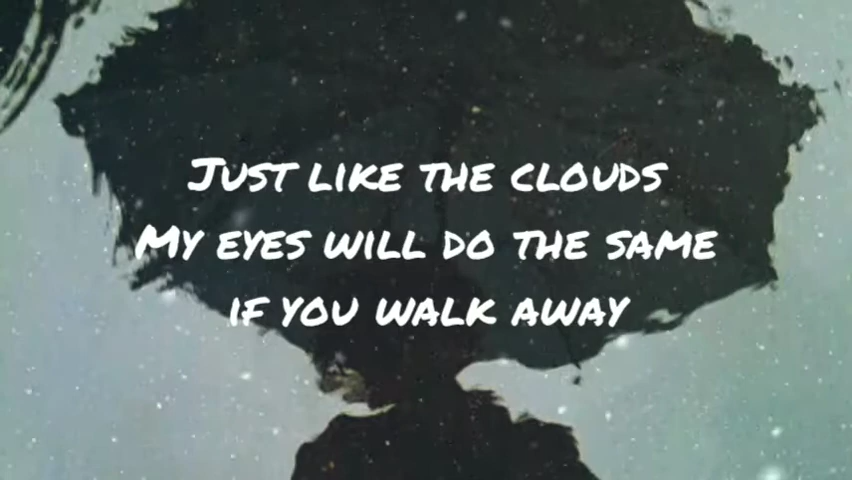 Just like the clouds
My eyes will do the same
if you walk away